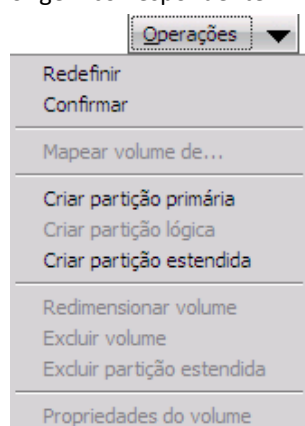 Operações
Redefinir
Confirmar
Mapear volume de...
Criar partição primária
Criar partição lógica
Criar partição estendida
Redimensionar volume
Excluir volume
Excluir partição estendida
Propriedades do volume